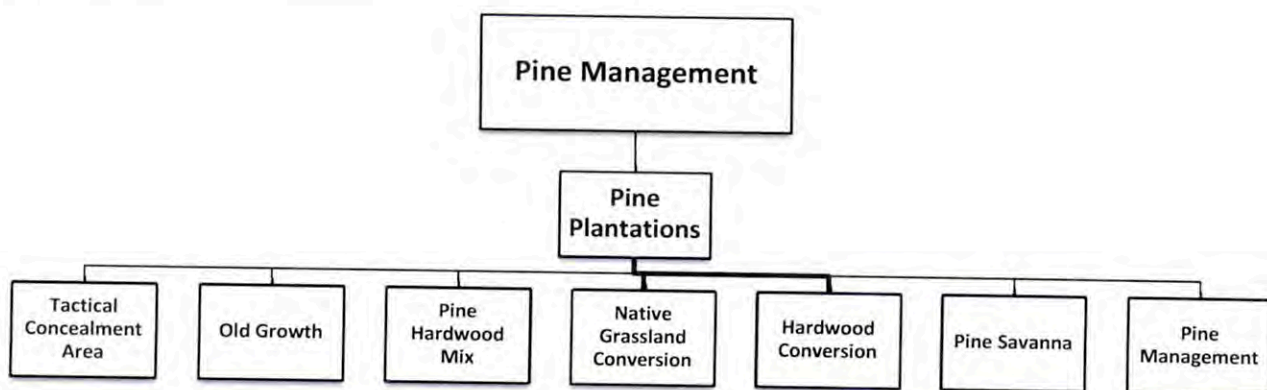 Pine Management
Pine
Plantations
Tactical
Concealment
Area
Old Growth
Pine
Hardwood
Mix
Native
Grassland
Conversion
Hardwood
Conversion
Pine Savanna
Pine
Management